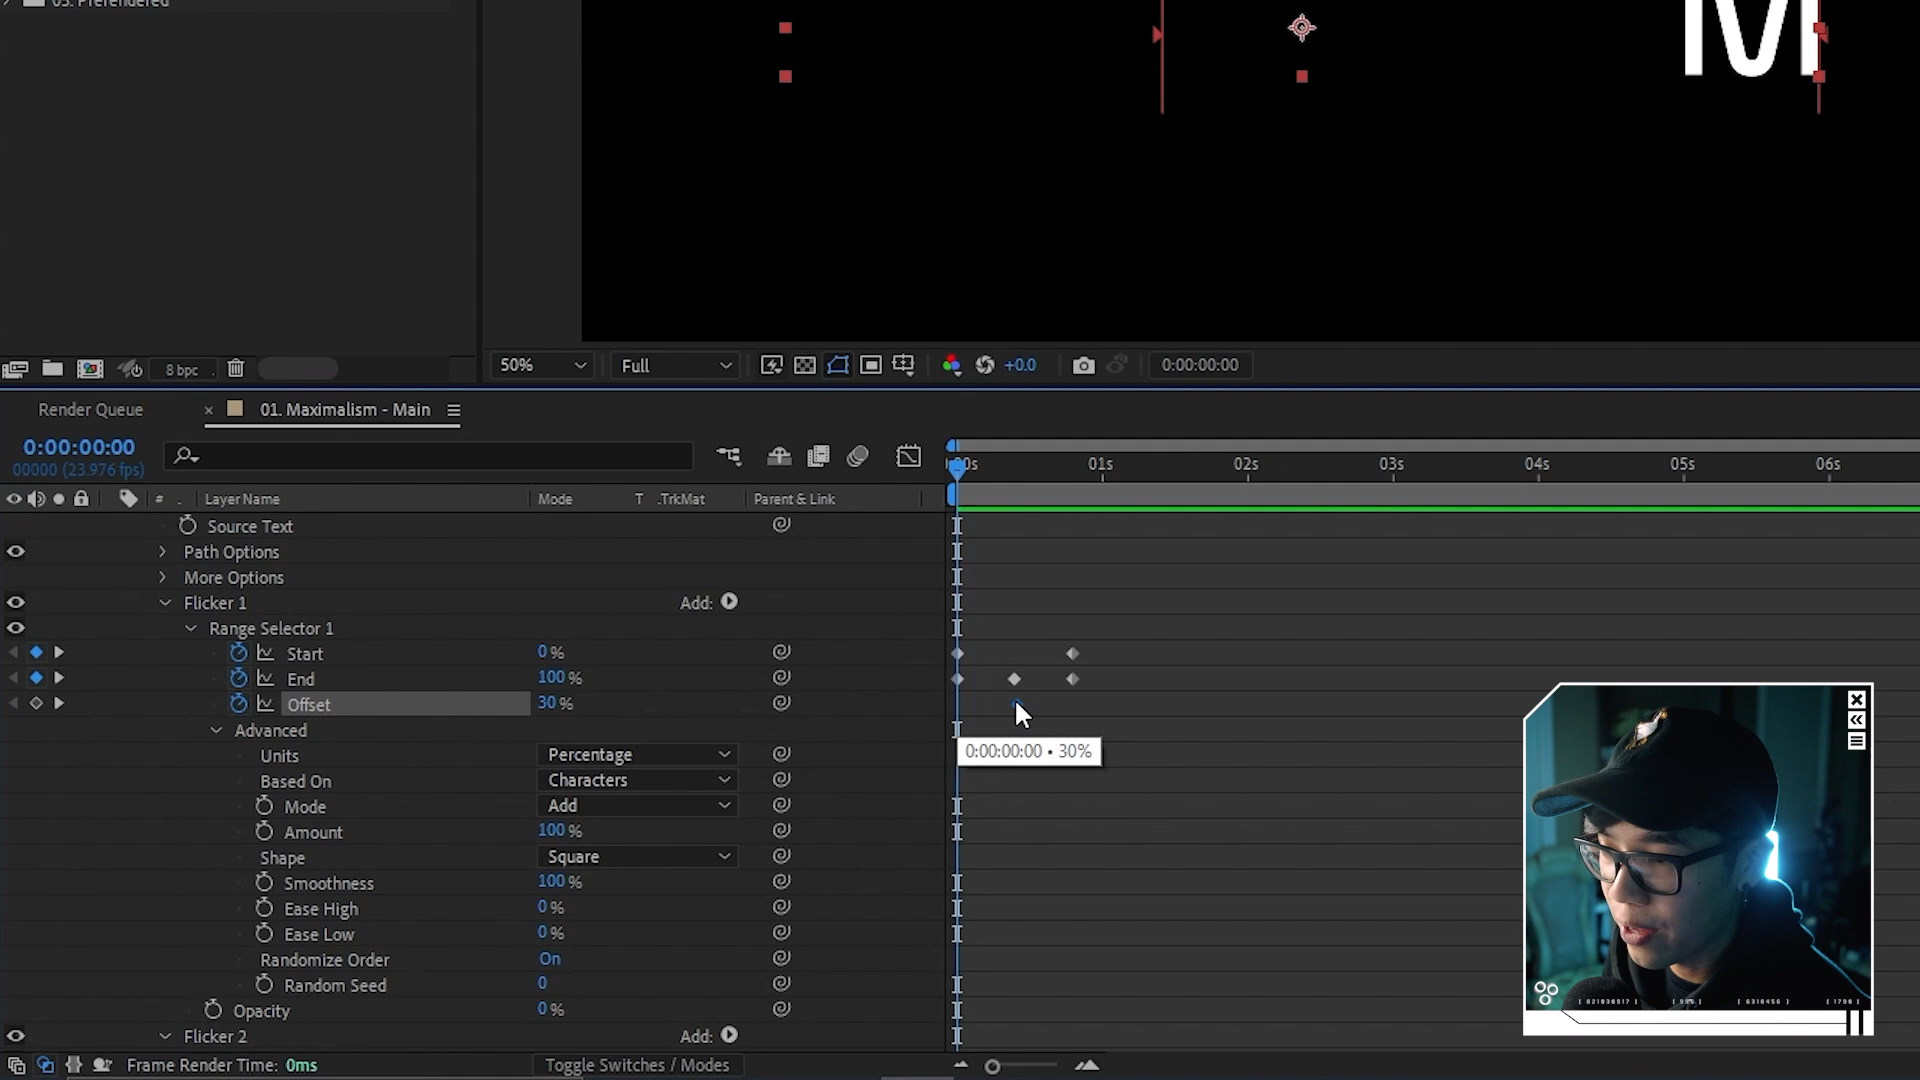 03. Prerendered
M
8 bpc
50%
Full
+0.0
0:00:00:00
Render Queue
01. Maximalism - Main
0:00:00:00
00000 (23.976 fps)
:00s 01s 02s 03s 04s 05s 06s
# Layer Name Mode T .TrkMat Parent & Link
Source Text
Path Options
More Options
Flicker 1 Add:
Range Selector 1
Start 0%
End 100%
Offset 30%
Advanced
0:00:00:00 • 30%
Units Percentage
Based On Characters
Mode Add
Amount 100%
Shape Square
Smoothness 100%
Ease High 0%
Ease Low 0%
Randomize Order On
Random Seed 0
Opacity 0%
Flicker 2 Add:
Frame Render Time: 0ms
Toggle Switches / Modes